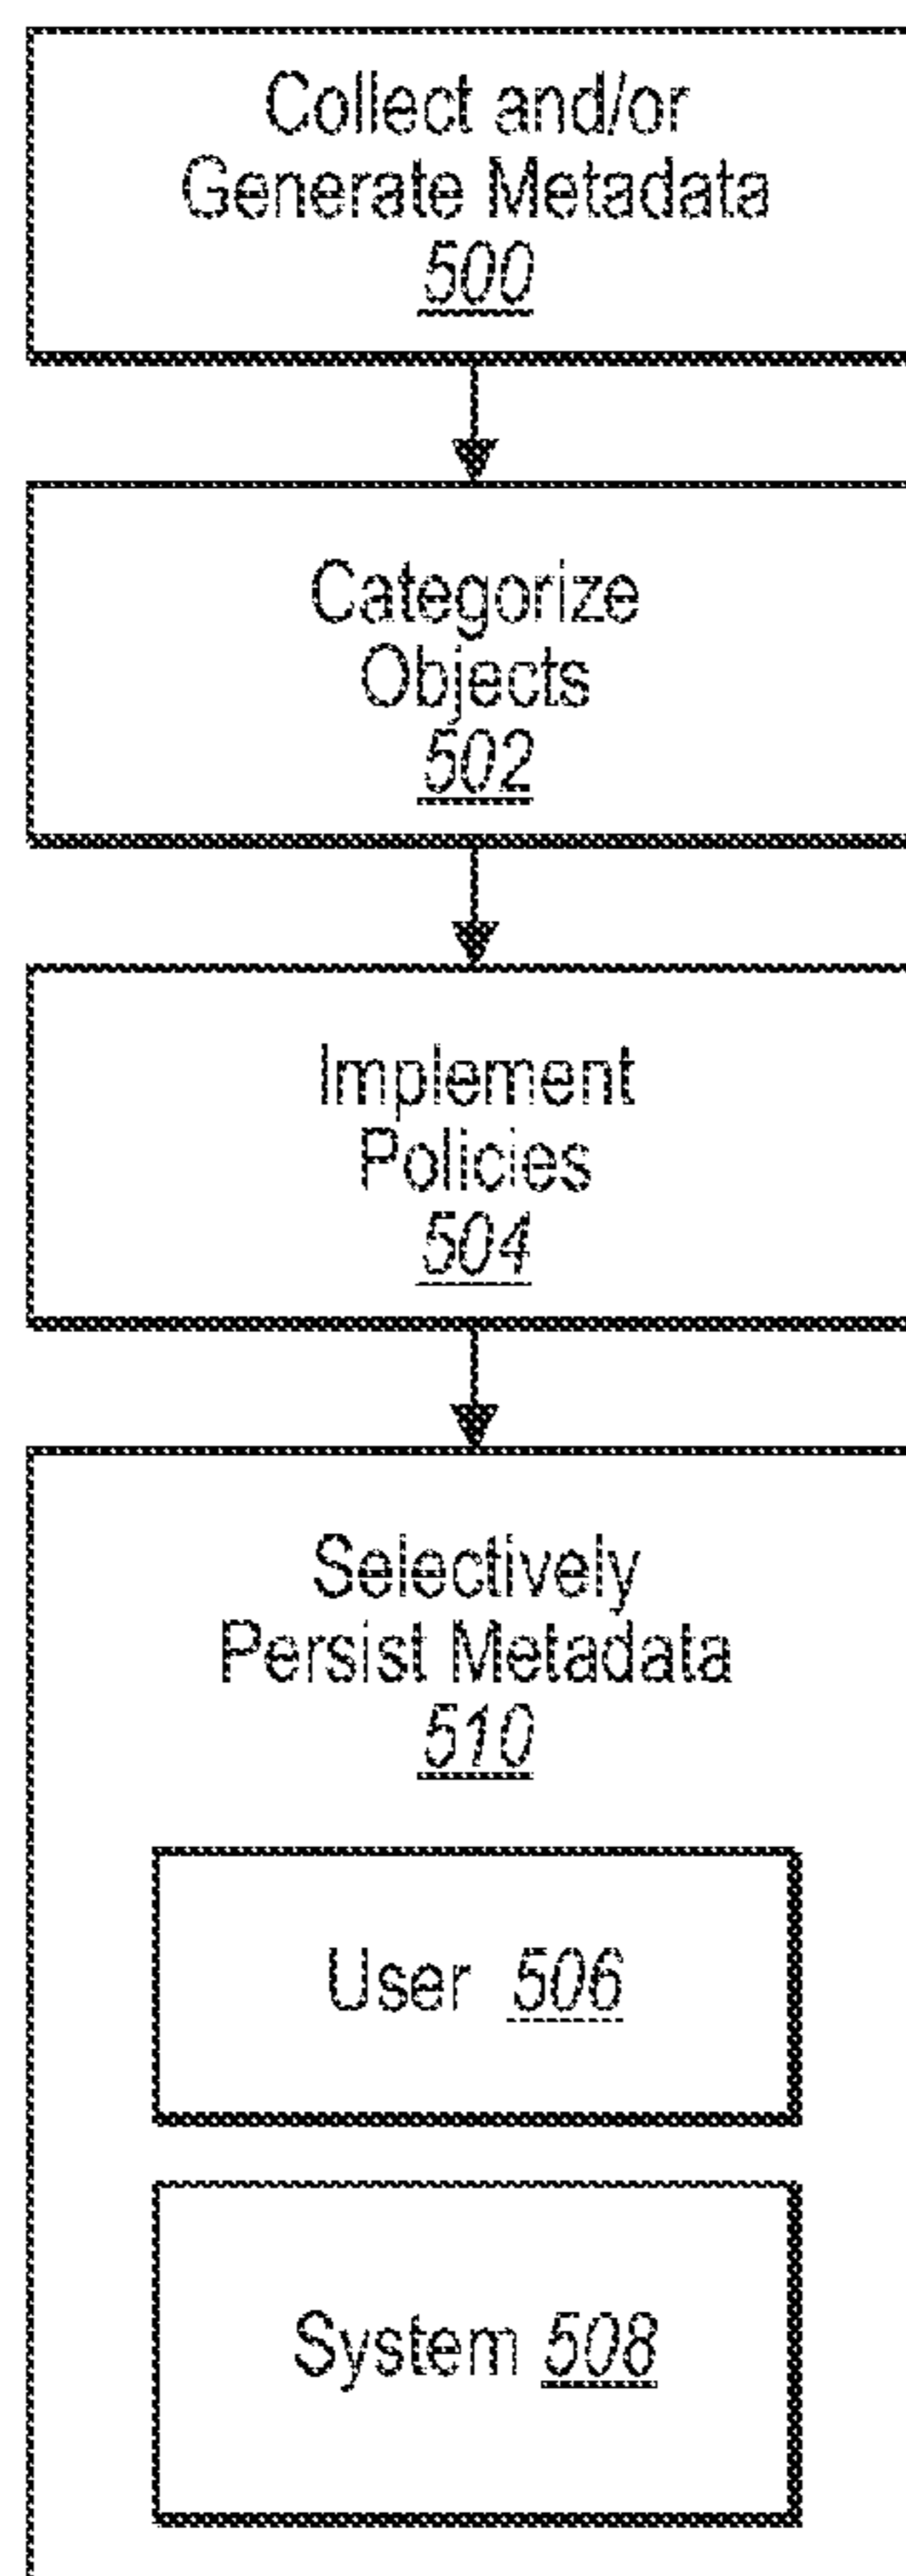 Collect and/or
Generate Metadata
500
Categorize
Objects
502
Implement
Policies
504
Selectively
Persist Metadata
510
User 506
System 508